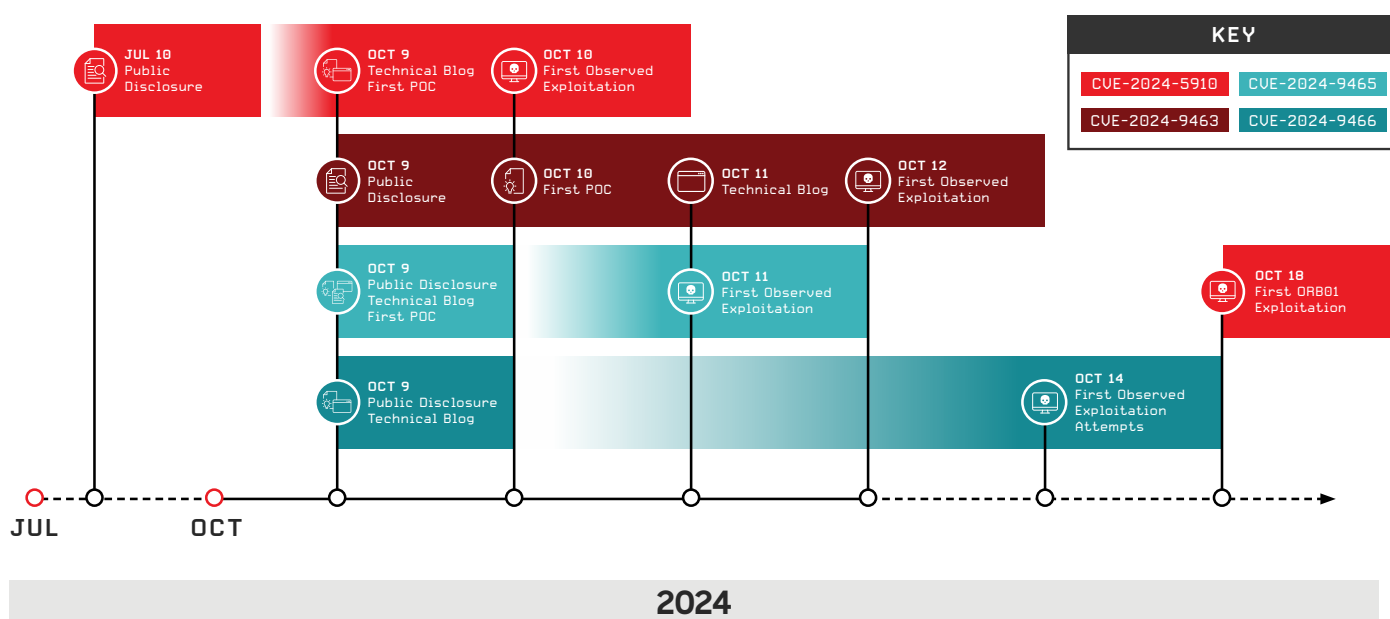 KEY
CVE-2024-5910
CVE-2024-9465
CVE-2024-9463
CVE-2024-9466
JUL 10
Public
Disclosure
OCT 9
Technical Blog
First POC
OCT 10
First Observed
Exploitation
OCT 9
Public
Disclosure
OCT 10
First POC
OCT 11
Technical Blog
OCT 12
First Observed
Exploitation
OCT 9
Public Disclosure
Technical Blog
First POC
OCT 11
First Observed
Exploitation
OCT 18
First ORB01
Exploitation
OCT 9
Public Disclosure
Technical Blog
OCT 14
First Observed
Exploitation
Attempts
JUL
OCT
2024